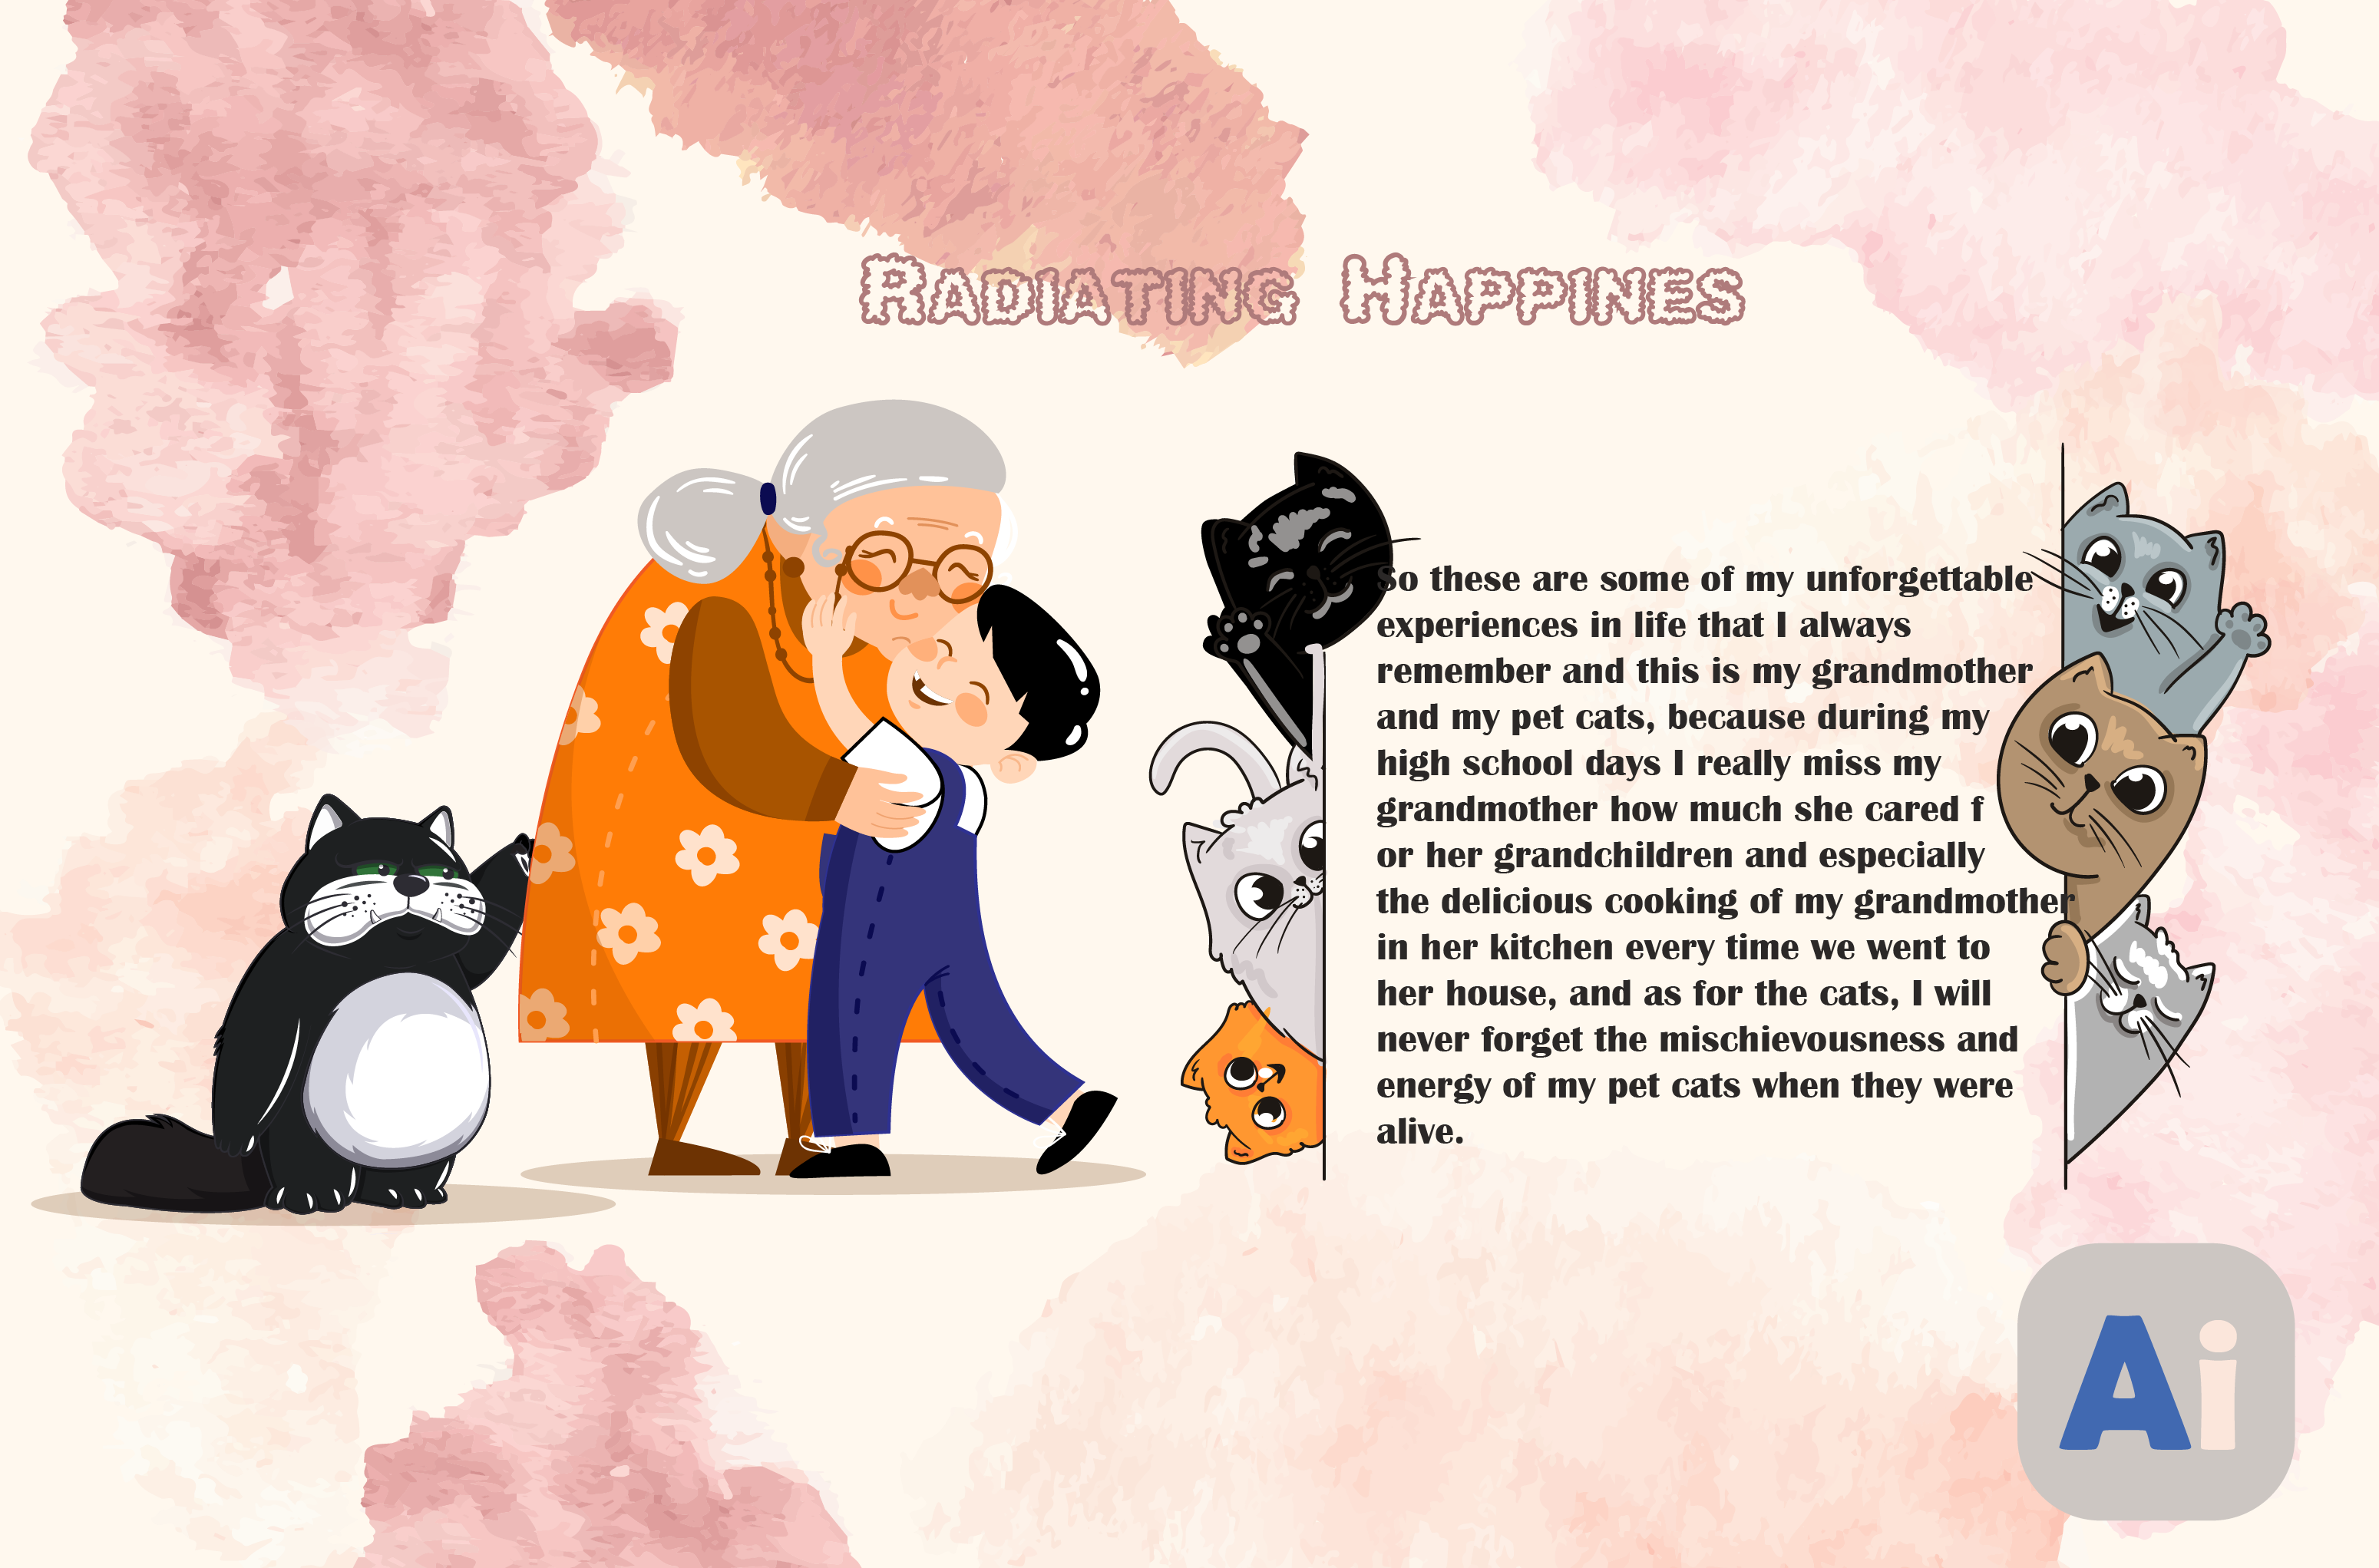 Radiating Happines
So these are some of my unforgettable
experiences in life that I always
remember and this is my grandmother
and my pet cats, because during my
high school days I really miss my
grandmother how much she cared f
or her grandchildren and especially
the delicious cooking of my grandmother
in her kitchen every time we went to
her house, and as for the cats, I will
never forget the mischievousness and
energy of my pet cats when they were
alive.
Ai